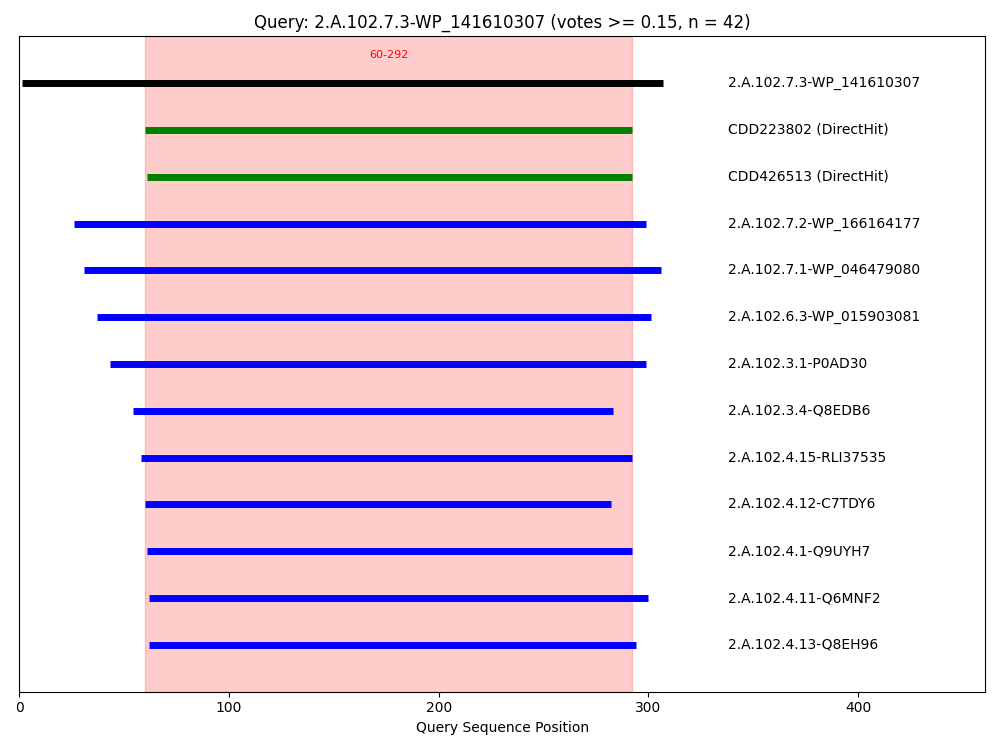 Query: 2.A.102.7.3-WP_141610307 (votes >= 0.15, n = 42)
60-292
2.A.102.7.3-WP_141610307
CDD223802 (DirectHit)
CDD426513 (DirectHit)
2.A.102.7.2-WP_166164177
2.A.102.7.1-WP_046479080
2.A.102.6.3-WP_015903081
2.A.102.3.1-P0AD30
2.A.102.3.4-Q8EDB6
2.A.102.4.15-RLI37535
2.A.102.4.12-C7TDY6
2.A.102.4.1-Q9UYH7
2.A.102.4.11-Q6MNF2
2.A.102.4.13-Q8EH96
0 100 200 300 400
Query Sequence Position